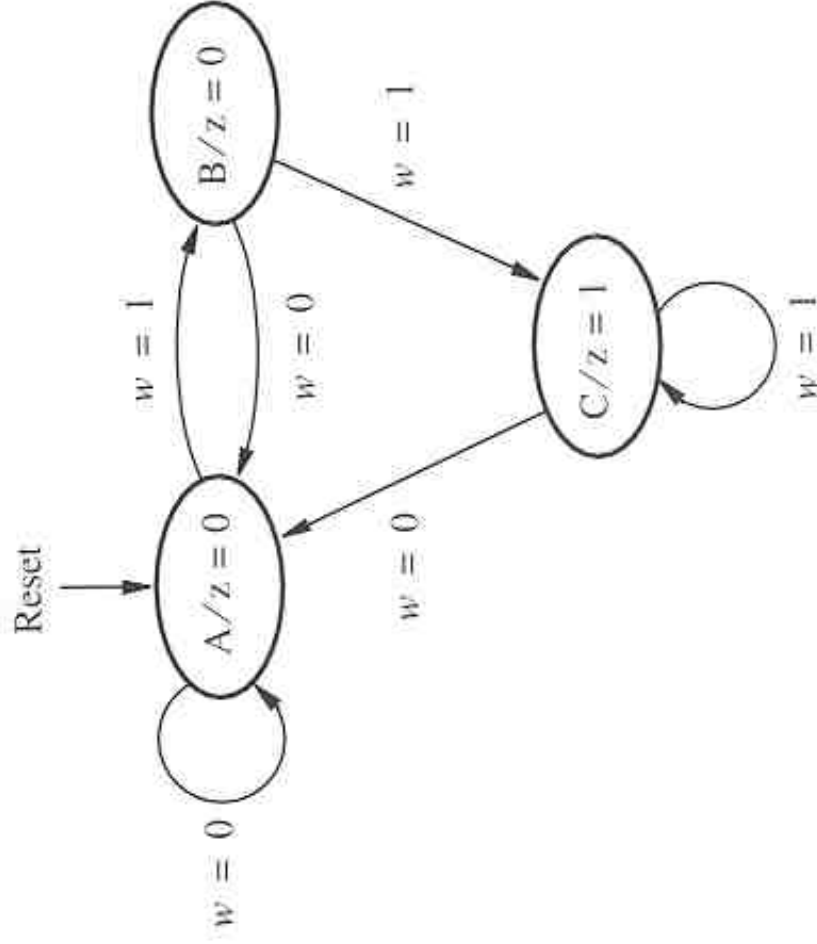 Reset
w = 1
w = 0
A/z = 0
B/z = 0
w = 0
w = 0
w = 1
C/z = 1
w = 1